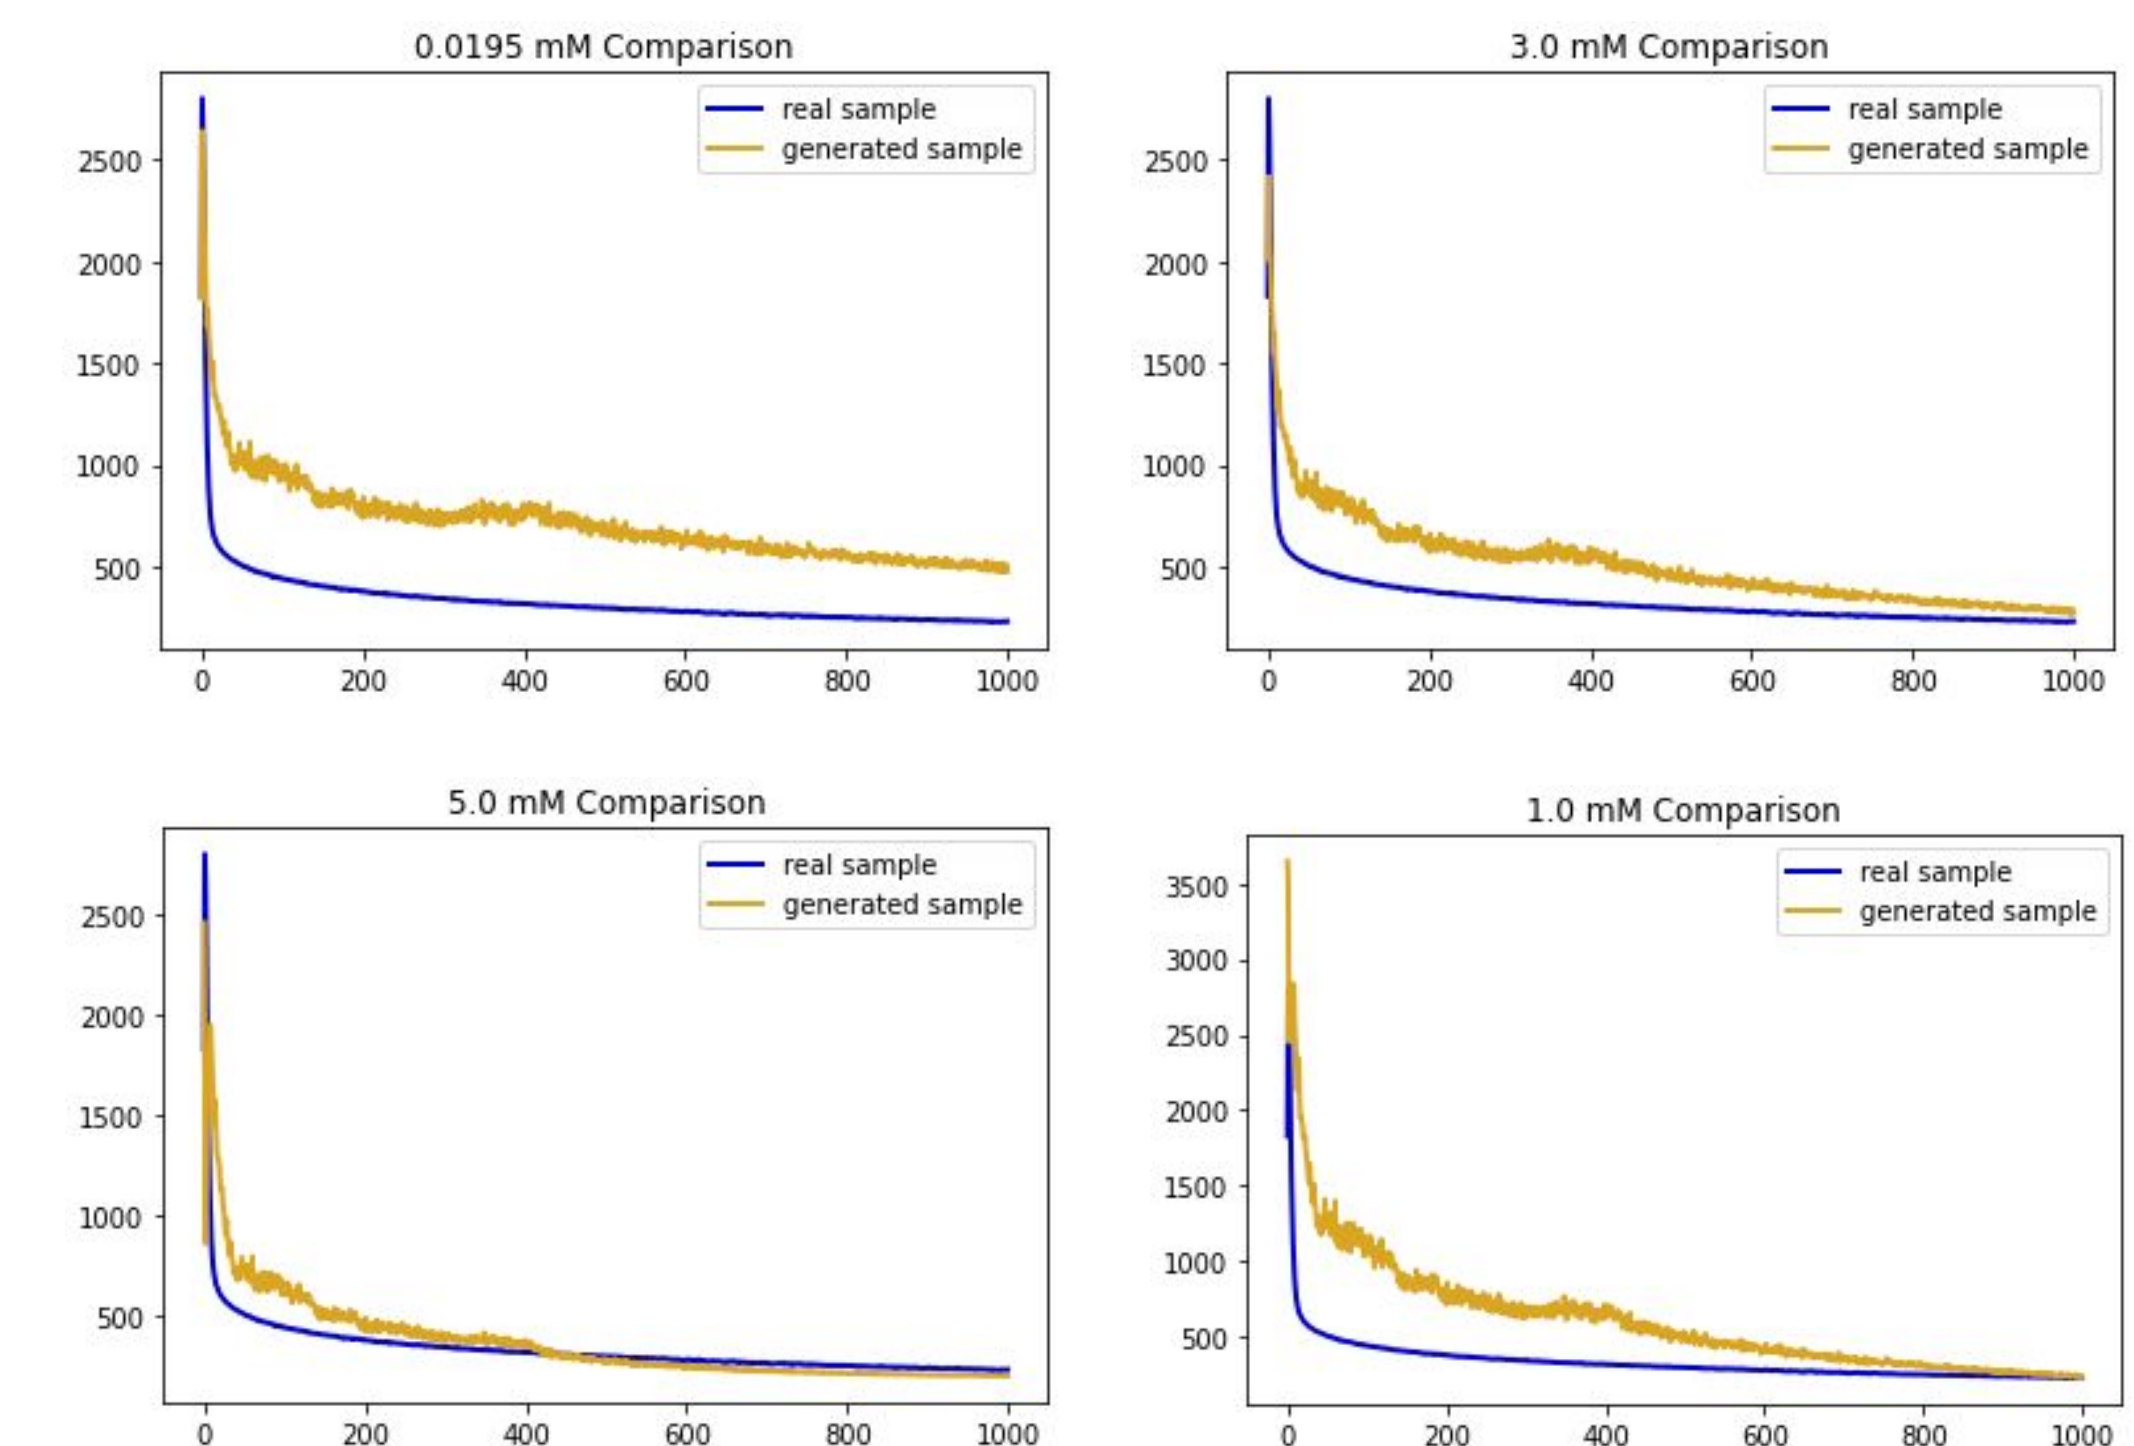 0.0195 mM Comparison
real sample
generated sample
2500
2000
1500
1000
500
0 200 400 600 800 1000
3.0 mM Comparison
real sample
generated sample
2500
2000
1500
1000
500
0 200 400 600 800 1000
5.0 mM Comparison
real sample
generated sample
2500
2000
1500
1000
500
0 200 400 600 800 1000
1.0 mM Comparison
real sample
generated sample
3500
3000
2500
2000
1500
1000
500
0 200 400 600 800 1000